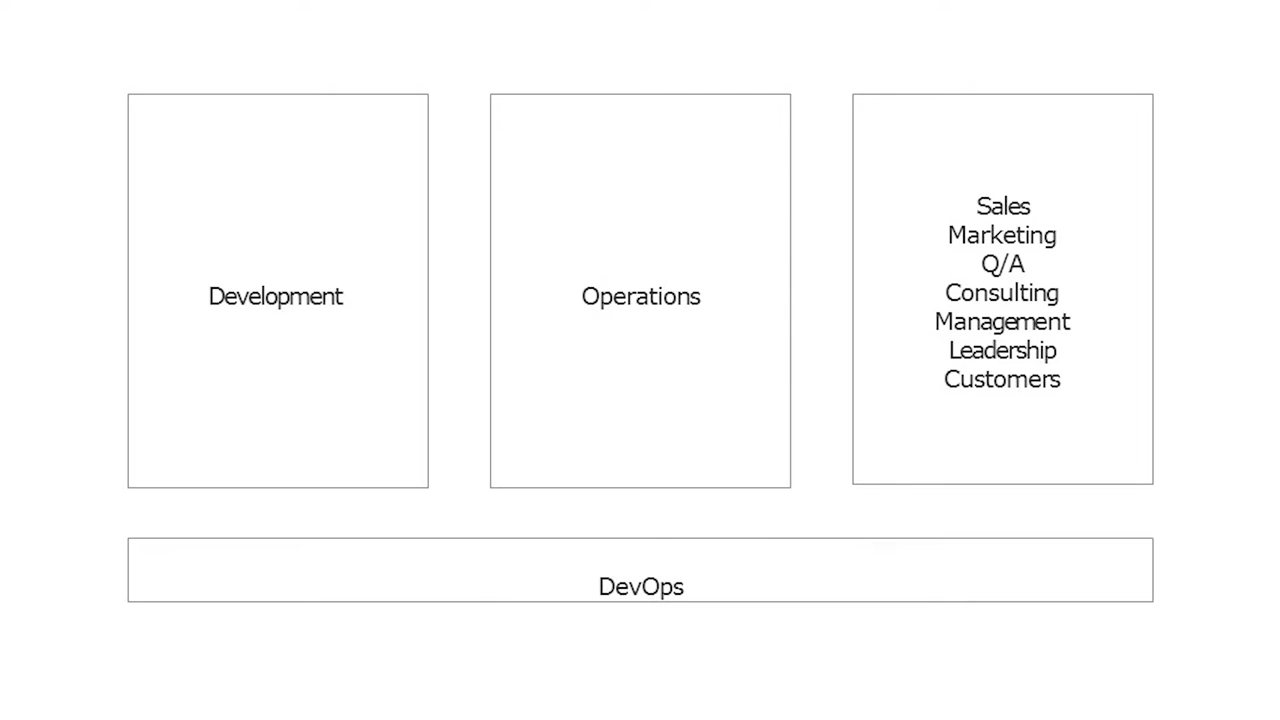 Development
Operations
Sales
Marketing
Q/A
Consulting
Management
Leadership
Customers
DevOps